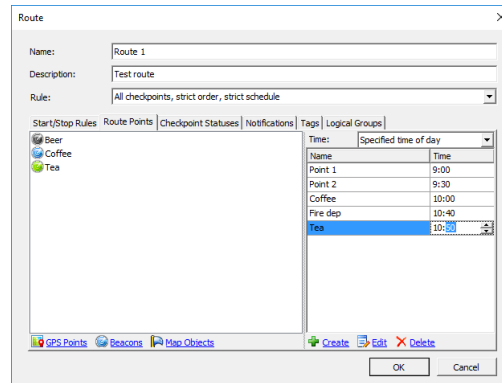 Route
Name: Route 1
Description: Test route
Rule: All checkpoints, strict order, strict schedule
Start/Stop Rules Route Points Checkpoint Statuses Notifications Tags Logical Groups
Beer
Coffee
Tea
Time: Specified time of day
Name Time
Point 1 9:00
Point 2 9:30
Coffee 10:00
Fire dep 10:40
Tea 10:50
GPS Points Beacons Map Objects
Create Edit Delete
OK Cancel